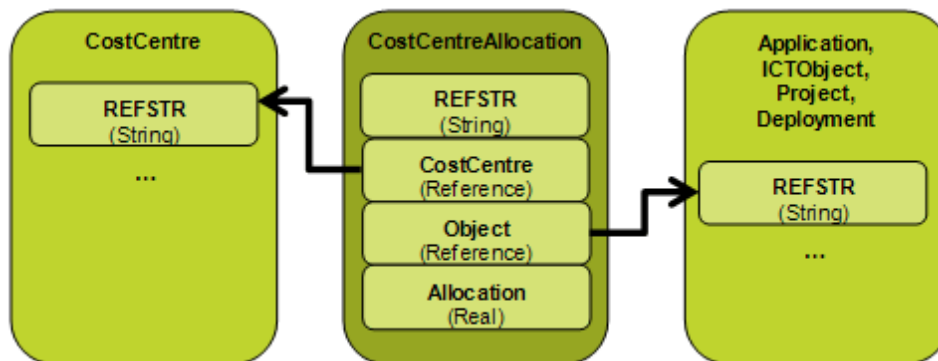 CostCentre
REFSTR
(String)
...
CostCentreAllocation
REFSTR
(String)
CostCentre
(Reference)
Object
(Reference)
Allocation
(Real)
Application,
ICTObject,
Project,
Deployment
REFSTR
(String)
...